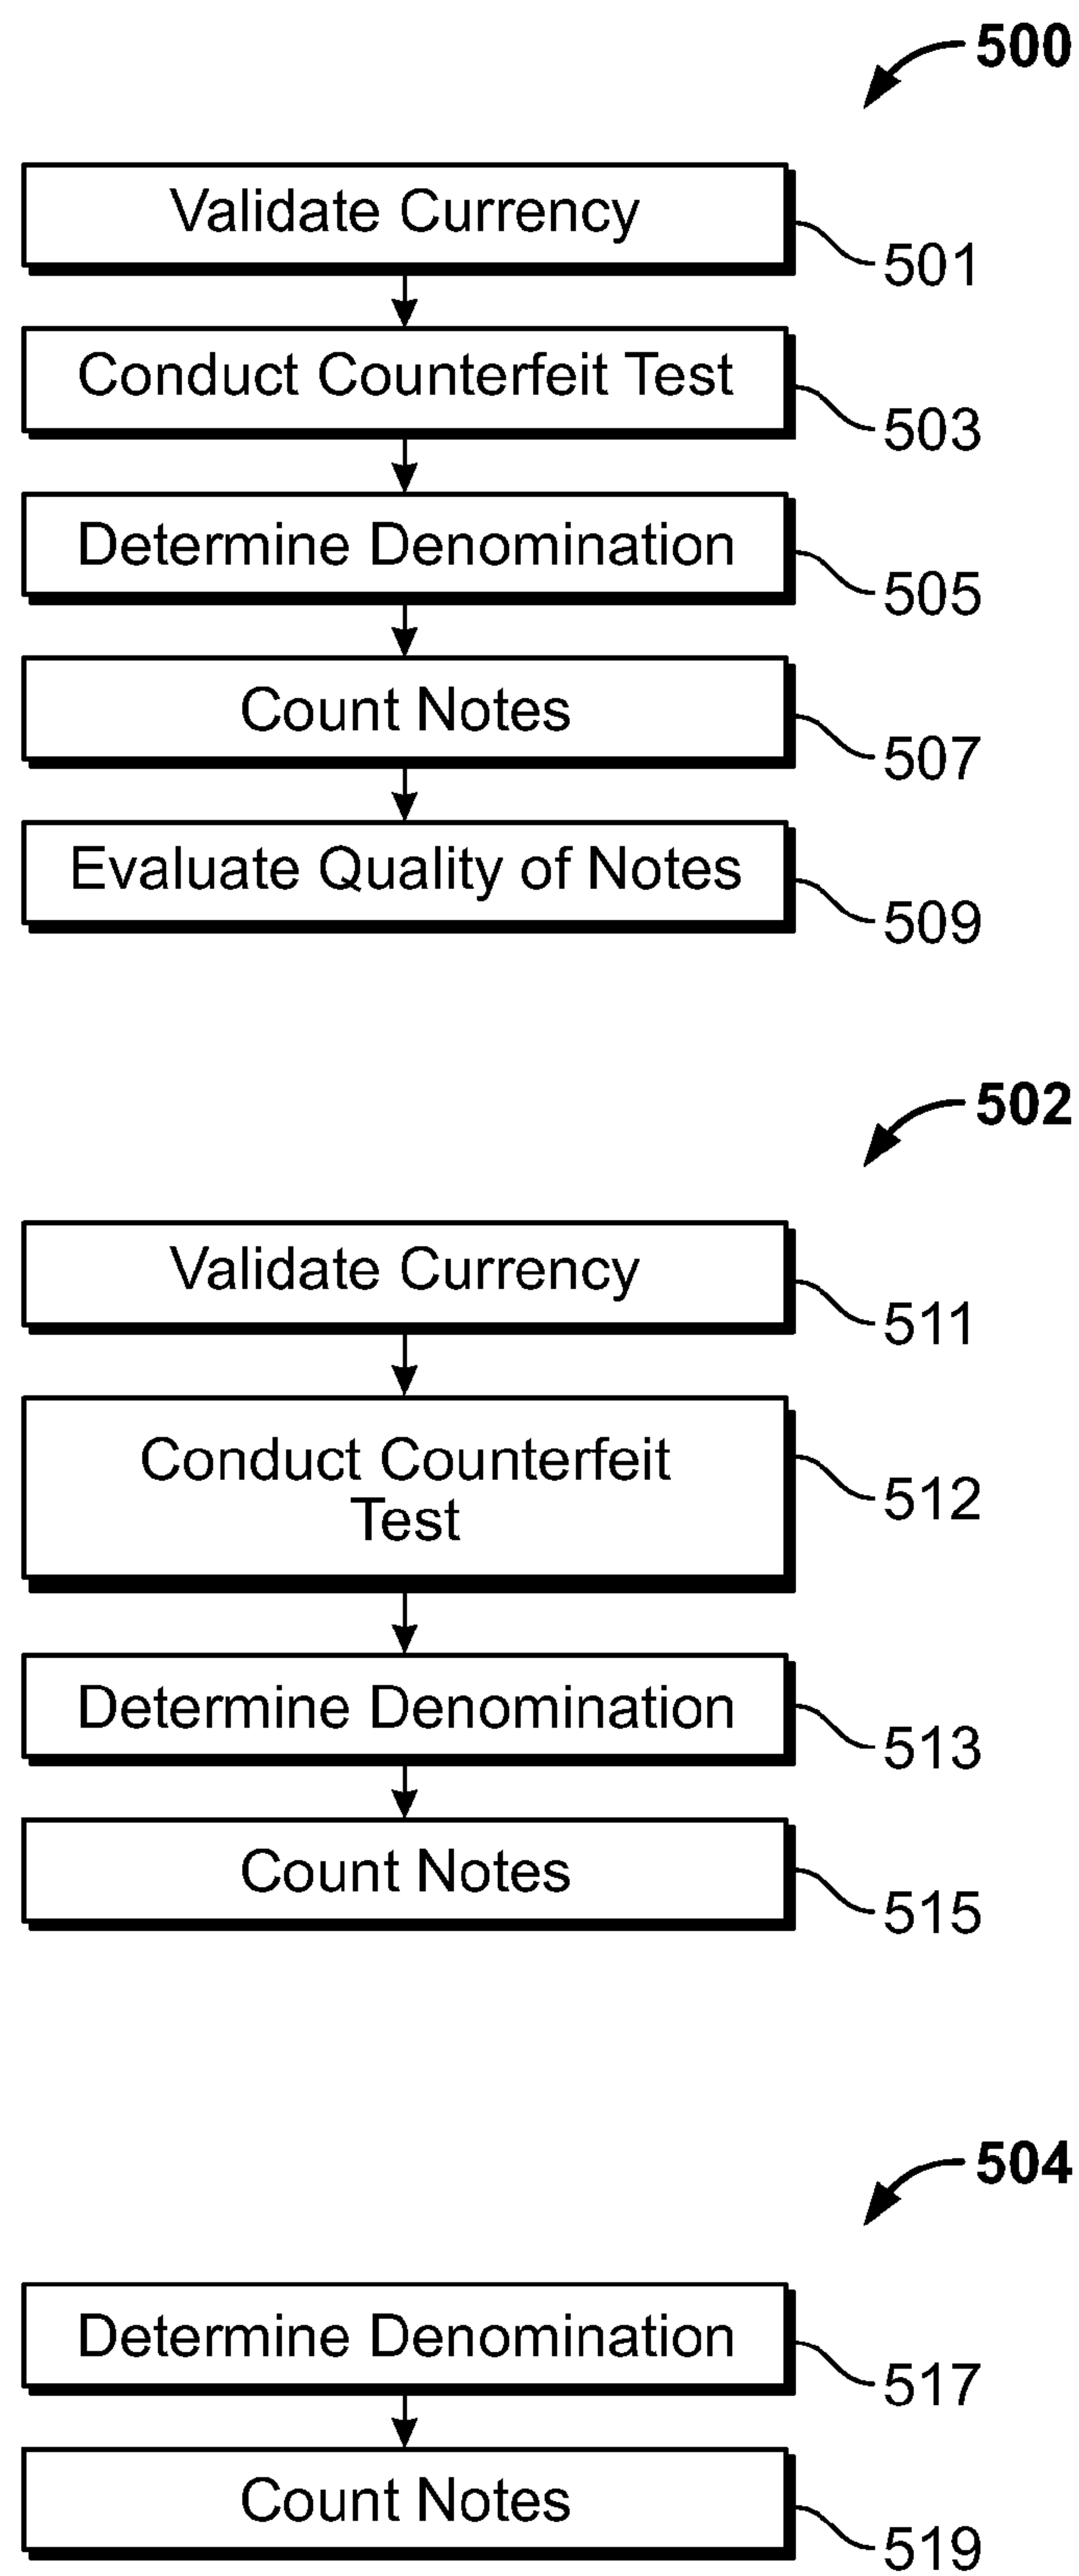 500
Validate Currency
501
Conduct Counterfeit Test
503
Determine Denomination
505
Count Notes
507
Evaluate Quality of Notes
509
502
Validate Currency
511
Conduct Counterfeit
Test
512
Determine Denomination
513
Count Notes
515
504
Determine Denomination
517
Count Notes
519